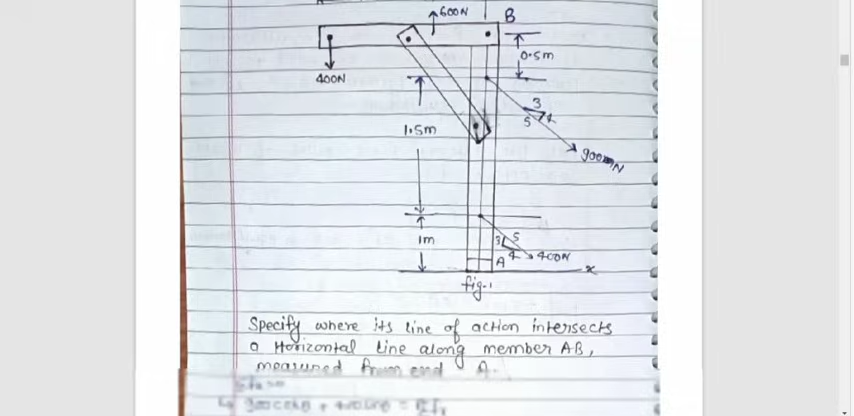 600N
B
0.5m
400N
3
5 4
1.5m
900 N
3 5
4
400N
1m
A
x
fig-1
Specify where its line of action intersects
a Horizontal line along member AB,
measured from end A.